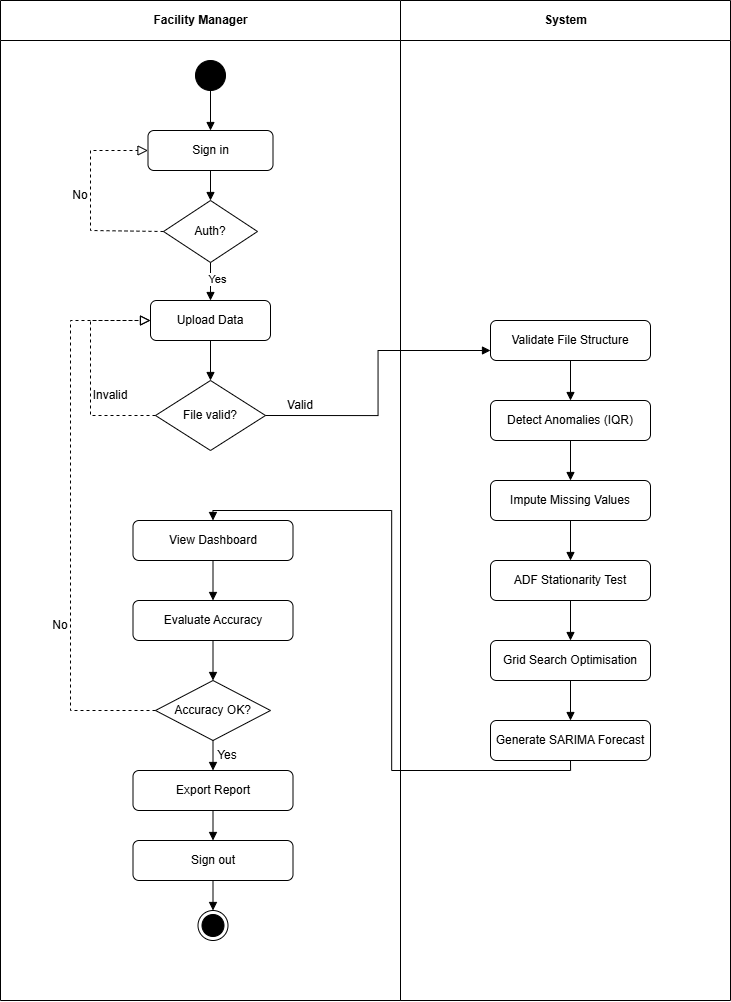 Facility Manager
System
Sign in
No
Auth?
Yes
Upload Data
Invalid
File valid?
Valid
Validate File Structure
Detect Anomalies (IQR)
Impute Missing Values
ADF Stationarity Test
Grid Search Optimisation
Generate SARIMA Forecast
View Dashboard
Evaluate Accuracy
No
Accuracy OK?
Yes
Export Report
Sign out